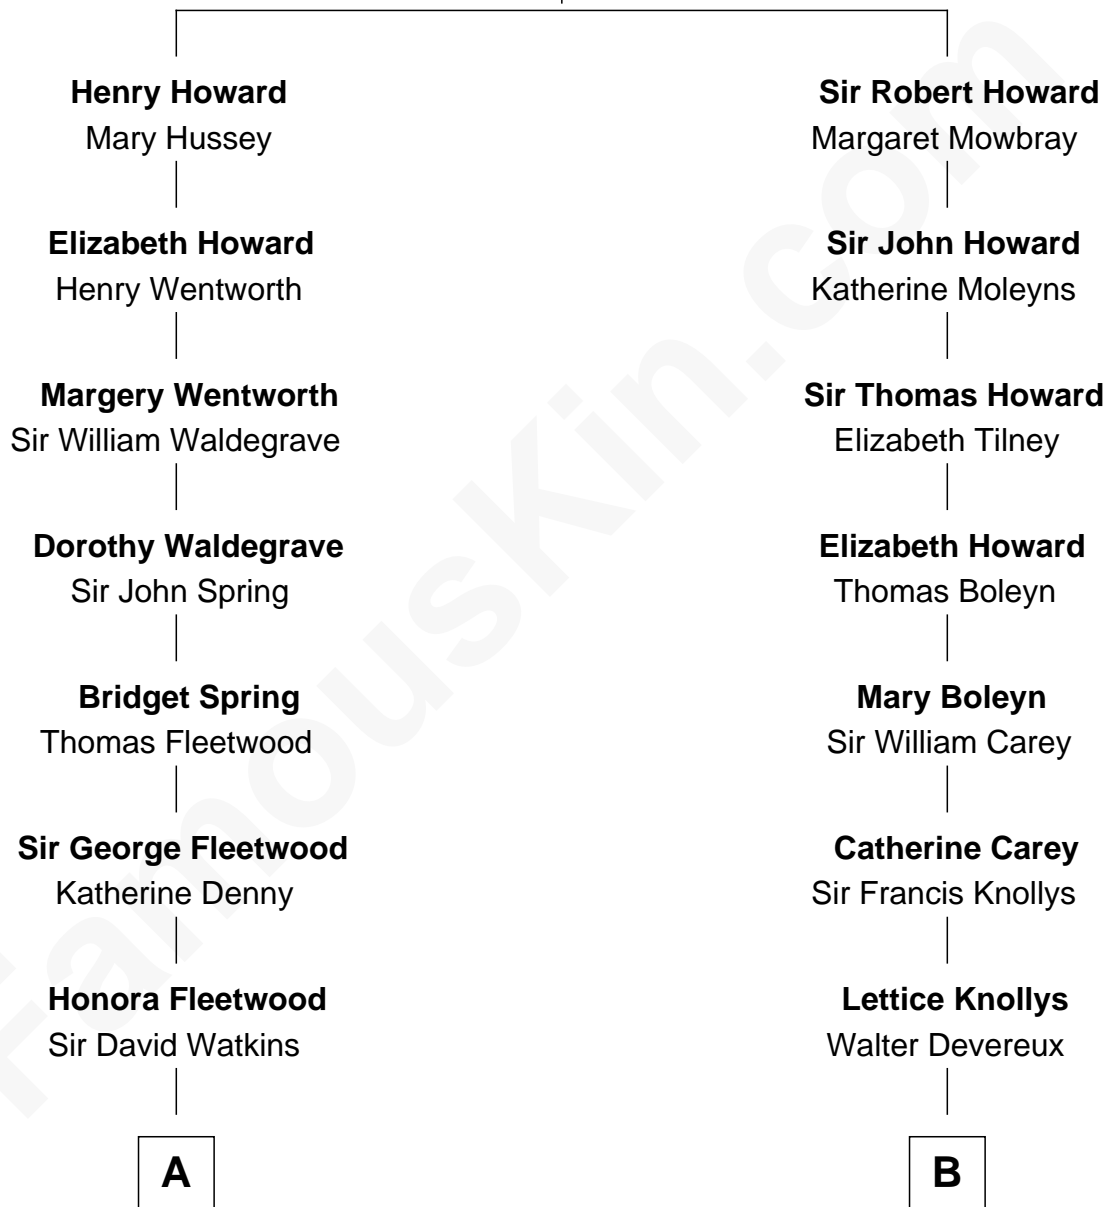 Henry Howard
Mary Hussey
Elizabeth Howard
Henry Wentworth
Margery Wentworth
Sir William Waldegrave
Dorothy Waldegrave
Sir John Spring
Bridget Spring
Thomas Fleetwood
Sir George Fleetwood
Katherine Denny
Honora Fleetwood
Sir David Watkins
A
Sir Robert Howard
Margaret Mowbray
Sir John Howard
Katherine Moleyns
Sir Thomas Howard
Elizabeth Tilney
Elizabeth Howard
Thomas Boleyn
Mary Boleyn
Sir William Carey
Catherine Carey
Sir Francis Knollys
Lettice Knollys
Walter Devereux
B
FamousKin.com